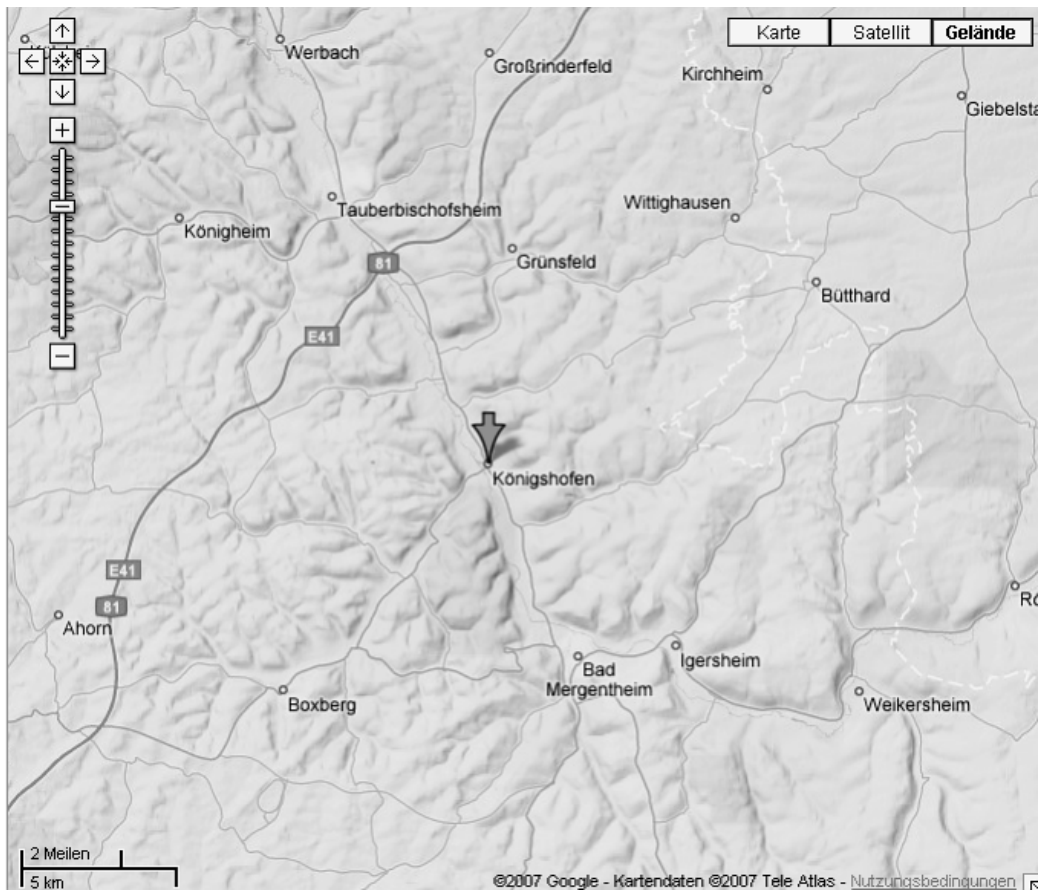 Karte
Satellit
Gelände
Werbach
Großrinderfeld
Kirchheim
Giebelsta
Tauberbischofsheim
Wittighausen
Königheim
Grünsfeld
81
Bütthard
E41
Königshofen
E41
81
Rö
Ahorn
Igersheim
Bad
Mergentheim
Boxberg
Weikersheim
2 Meilen
5 km
©2007 Google - Kartendaten ©2007 Tele Atlas - Nutzungsbedingungen